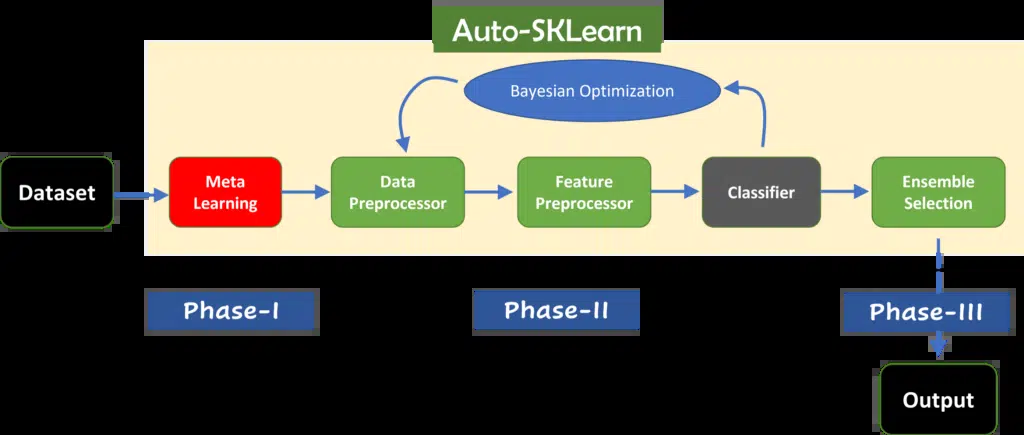 Auto-SKLearn
Bayesian Optimization
Dataset
Meta
Learning
Data
Preprocessor
Feature
Preprocessor
Classifier
Ensemble
Selection
Phase-I
Phase-II
Phase-III
Output